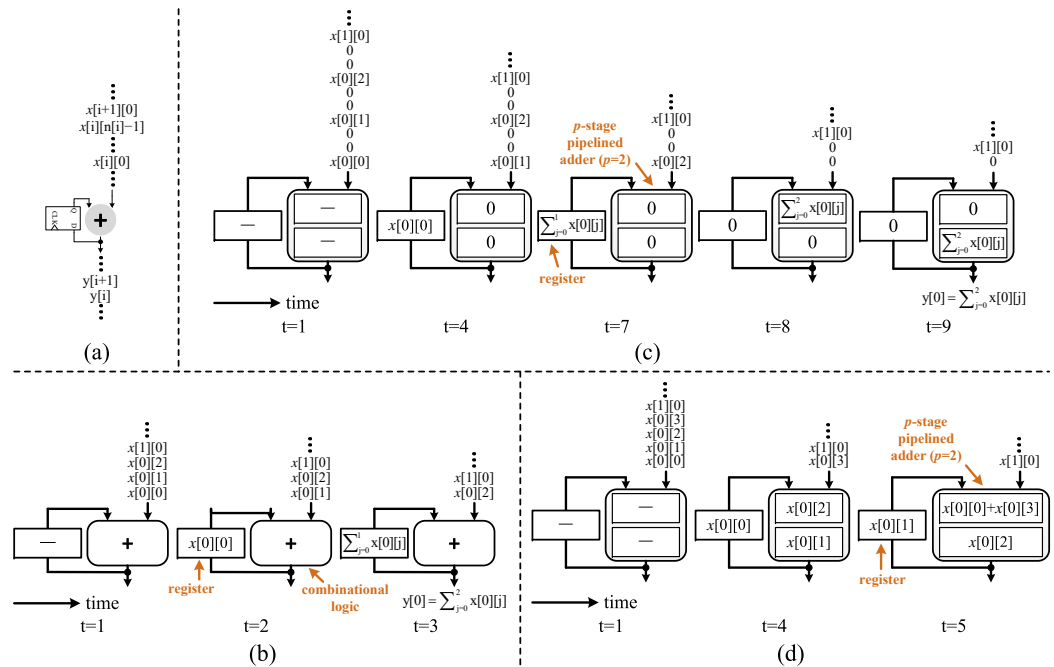 x[i+1][0]
x[i][n[i]−1]
x[i][0]
CLK
Q
D
+
y[i+1]
y[i]
(a)
x[1][0]
0
0
x[0][2]
0
0
x[0][1]
0
0
x[0][0]
—
—
—
time
t=1
x[1][0]
0
0
x[0][2]
0
0
x[0][1]
x[0][0]
0
0
t=4
p-stage
pipelined
adder (p=2)
x[1][0]
0
0
x[0][2]
∑¹ⱼ₌₀ x[0][j]
0
0
register
t=7
x[1][0]
0
0
0
∑²ⱼ₌₀ x[0][j]
0
t=8
x[1][0]
0
0
0
∑²ⱼ₌₀ x[0][j]
y[0] = ∑²ⱼ₌₀ x[0][j]
t=9
(c)
x[1][0]
x[0][2]
x[0][1]
x[0][0]
—
+
time
t=1
x[1][0]
x[0][2]
x[0][1]
x[0][0]
+
register
combinational
logic
t=2
x[1][0]
x[0][2]
∑¹ⱼ₌₀ x[0][j]
+
y[0] = ∑²ⱼ₌₀ x[0][j]
t=3
(b)
x[1][0]
x[0][3]
x[0][2]
x[0][1]
x[0][0]
—
—
—
time
t=1
x[1][0]
x[0][3]
x[0][0]
x[0][2]
x[0][1]
t=4
p-stage
pipelined
adder (p=2)
x[1][0]
x[0][1]
x[0][0]+x[0][3]
x[0][2]
register
t=5
(d)